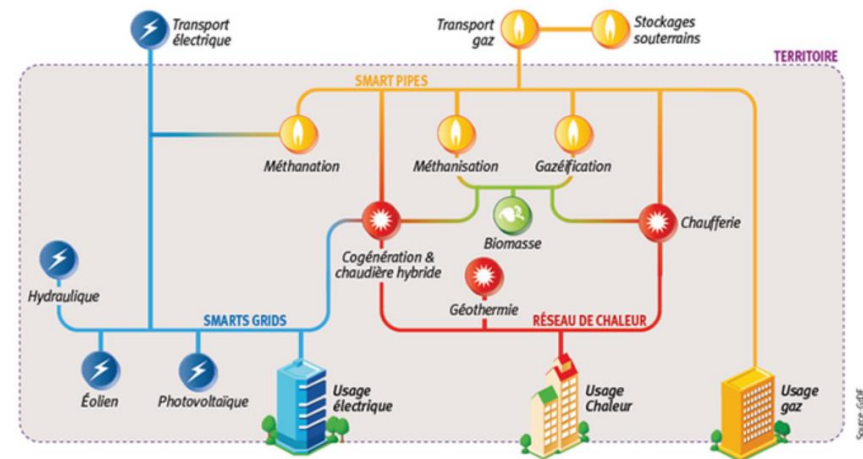 Transport
électrique
Transport
gaz
Stockages
souterrains
TERRITOIRE
SMART PIPES
Méthanation
Méthanisation
Gazéification
Cogénération &
chaudière hybride
Biomasse
Chaufferie
Hydraulique
Géothermie
SMARTS GRIDS
RÉSEAU DE CHALEUR
Éolien
Photovoltaïque
Usage
électrique
Usage
Chaleur
Usage
gaz
Source GrDF